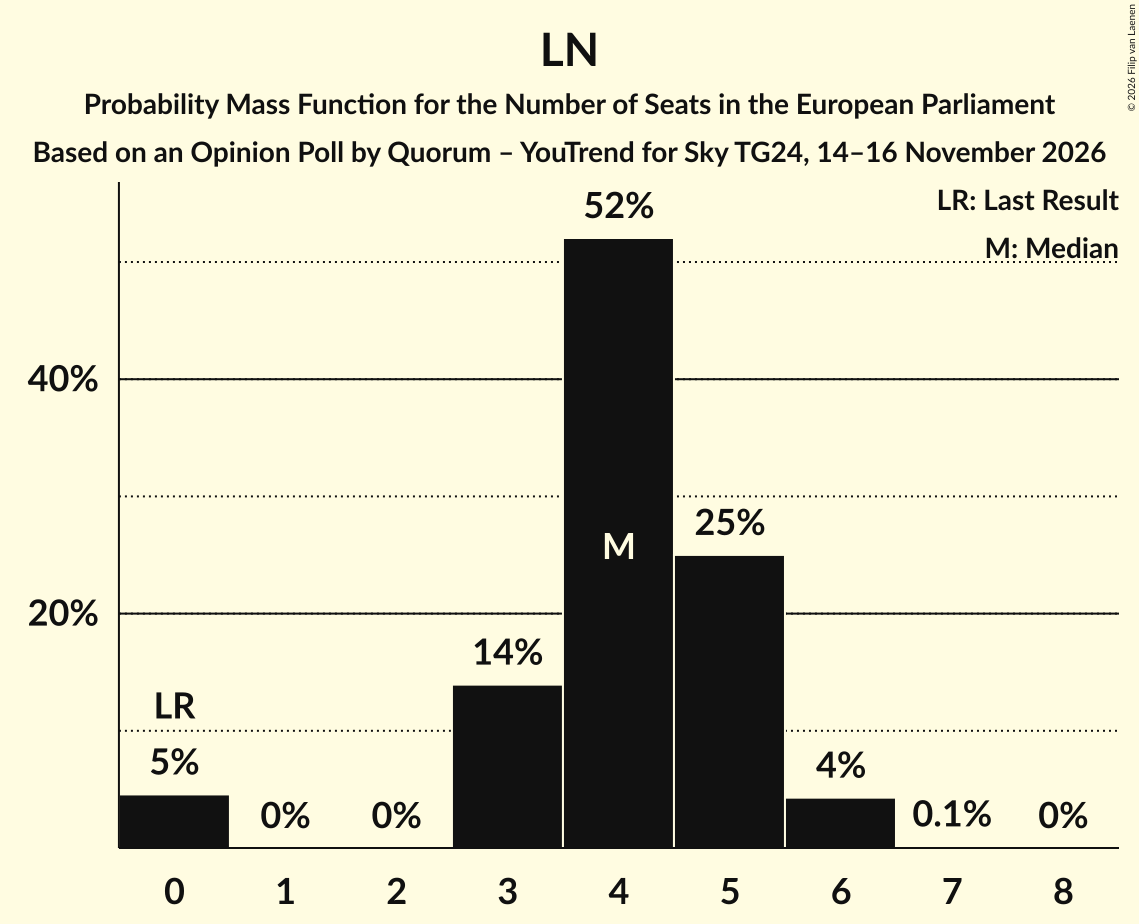 LN
Probability Mass Function for the Number of Seats in the European Parliament
Based on an Opinion Poll by Quorum – YouTrend for Sky TG24, 14–16 November 2026
© 2026 Filip van Laenen
LR: Last Result
M: Median
52%
40%
25%
M
20%
14%
LR
5%
0%
0%
4%
0.1%
0%
0 1 2 3 4 5 6 7 8